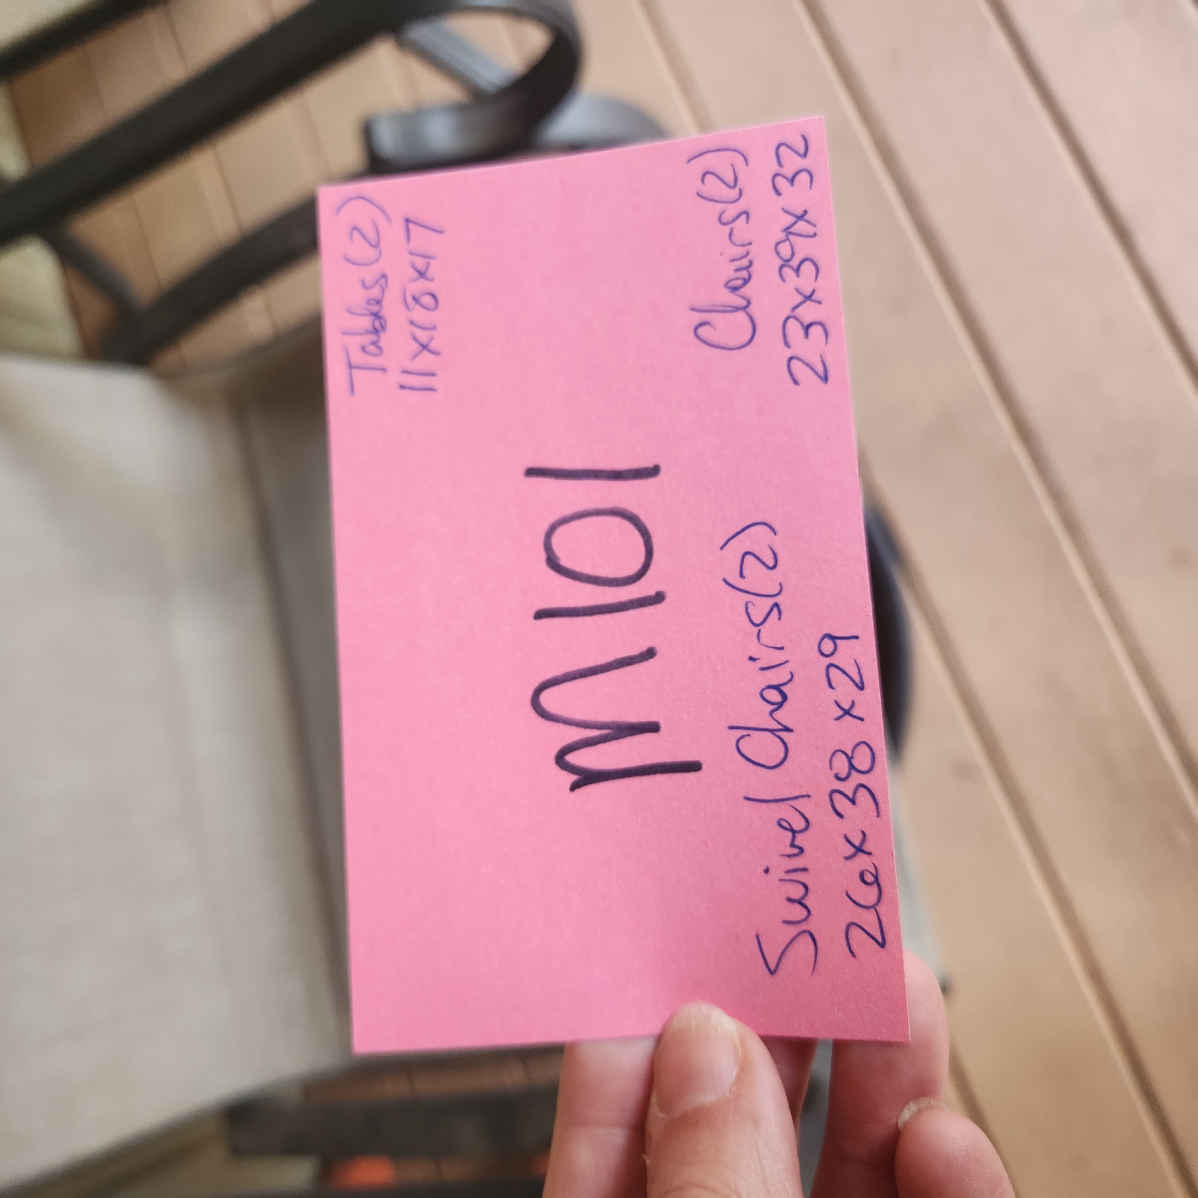 Tables(2)
11x18x17
M101
Chairs(2)
23x39x32
Swivel Chairs(2)
26x38x29